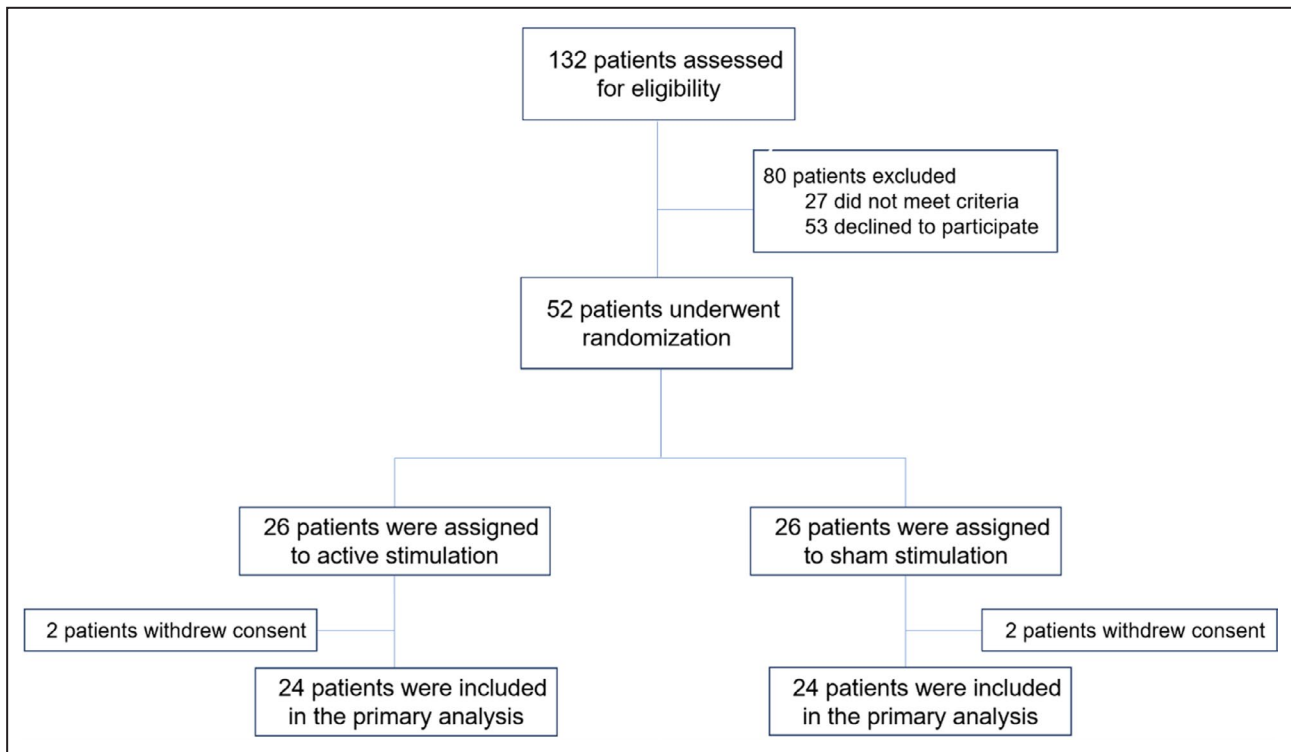 132 patients assessed
for eligibility
80 patients excluded
27 did not meet criteria
53 declined to participate
52 patients underwent
randomization
26 patients were assigned
to active stimulation
26 patients were assigned
to sham stimulation
2 patients withdrew consent
2 patients withdrew consent
24 patients were included
in the primary analysis
24 patients were included
in the primary analysis